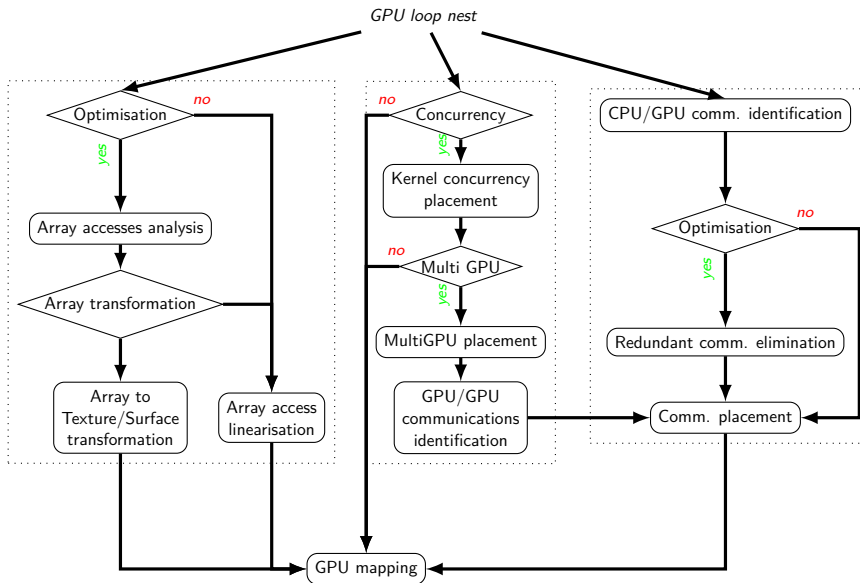 GPU loop nest
Optimisation
no
yes
Array accesses analysis
Array transformation
Array to
Texture/Surface
transformation
Array access
linearisation
Concurrency
no
yes
Kernel concurrency
placement
Multi GPU
no
yes
MultiGPU placement
GPU/GPU
communications
identification
CPU/GPU comm. identification
Optimisation
no
yes
Redundant comm. elimination
Comm. placement
GPU mapping